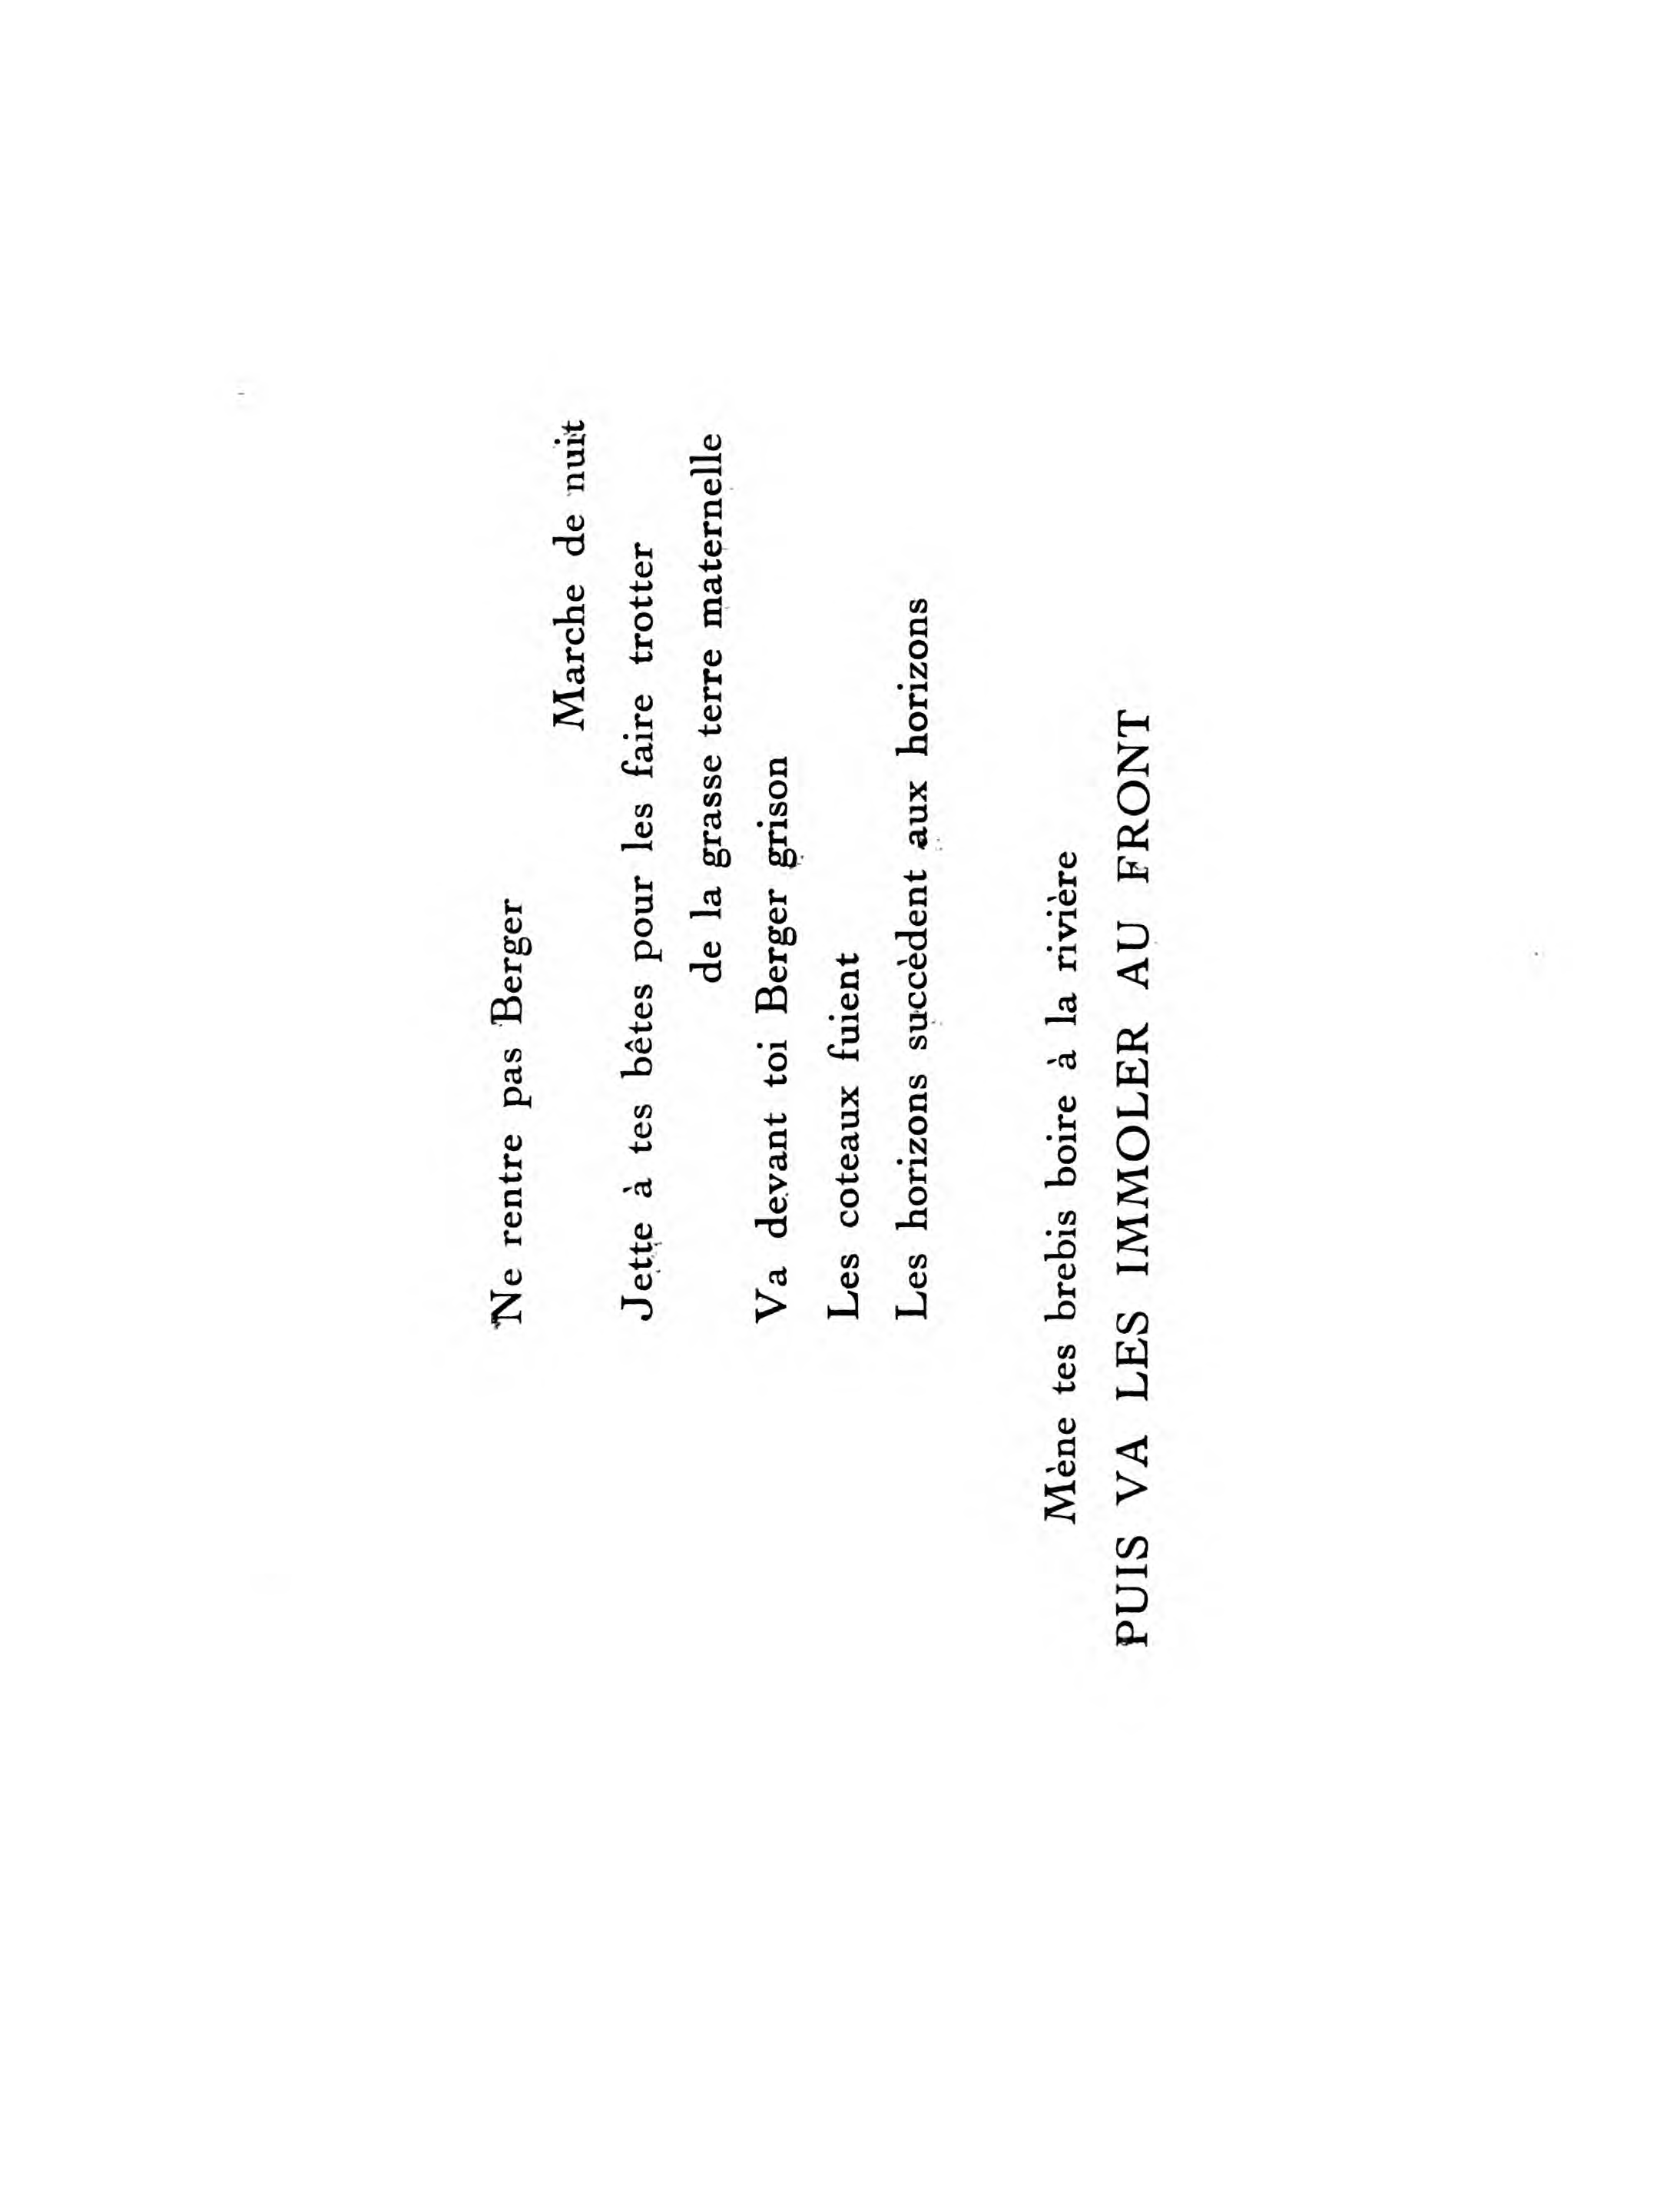 Ne rentre pas Berger
Marche de nuit
Jette à tes bêtes pour les faire trotter
de la grasse terre maternelle
Va devant toi Berger grison
Les coteaux fuient
Les horizons succèdent aux horizons
Mène tes brebis boire à la rivière
PUIS VA LES IMMOLER AU FRONT